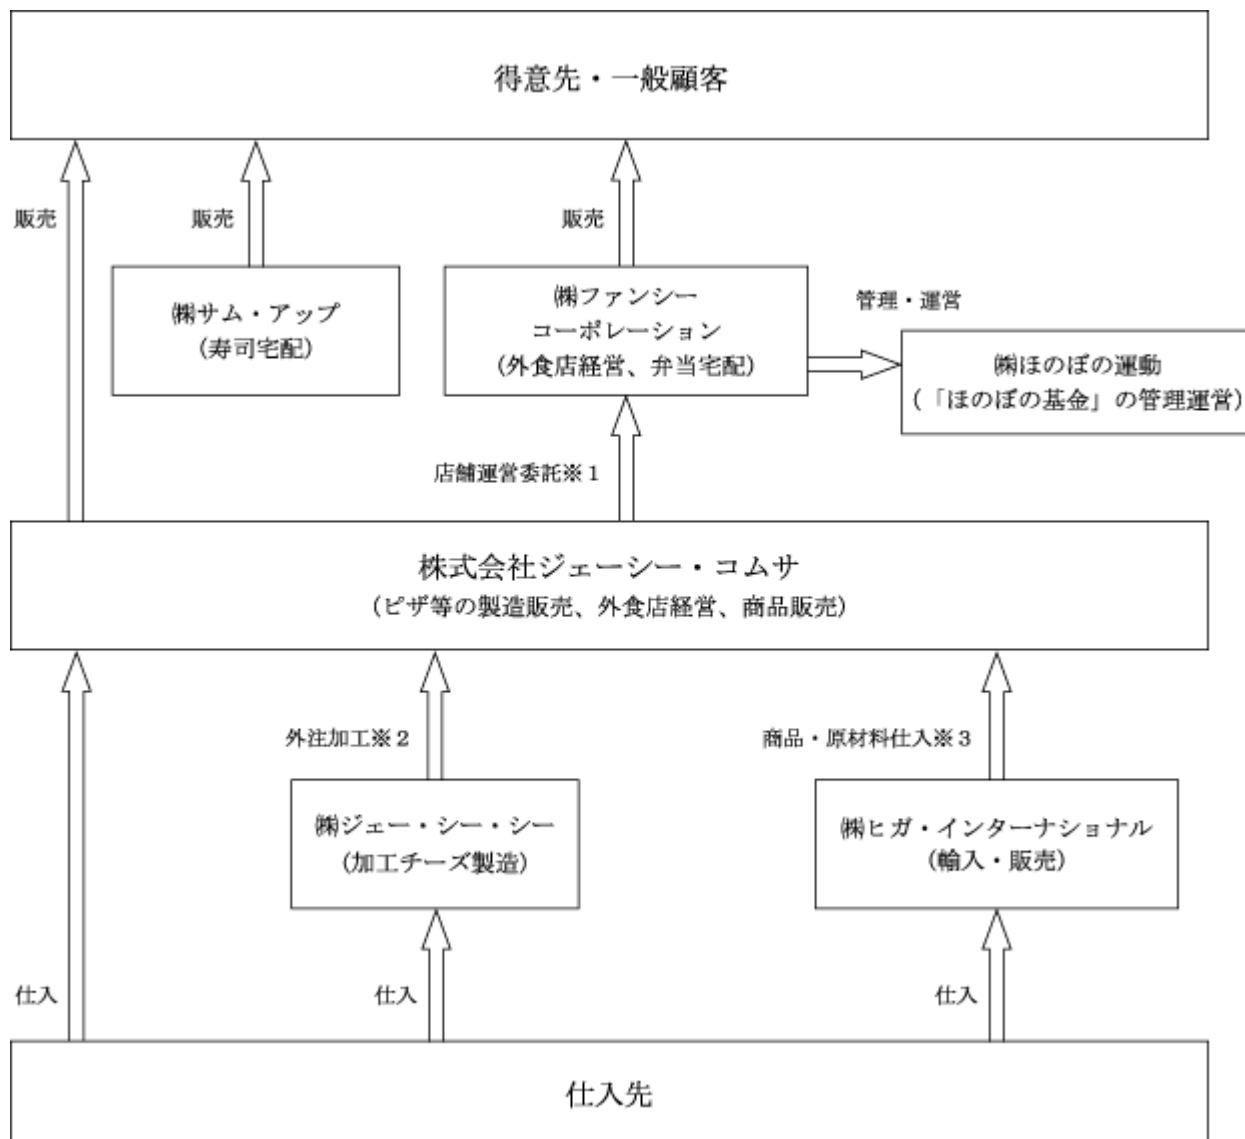 得意先・一般顧客
販売
販売
販売
㈱サム・アップ
(寿司宅配)
㈱ファンシー
コーポレーション
(外食店経営、弁当宅配)
管理・運営
㈱ほのぼの運動
(「ほのぼの基金」の管理運営)
店舗運営委託※１
株式会社ジェーシー・コムサ
(ピザ等の製造販売、外食店経営、商品販売)
外注加工※２
商品・原材料仕入※３
㈱ジェー・シー・シー
(加工チーズ製造)
㈱ヒガ・インターナショナル
(輸入・販売)
仕入
仕入
仕入
仕入先